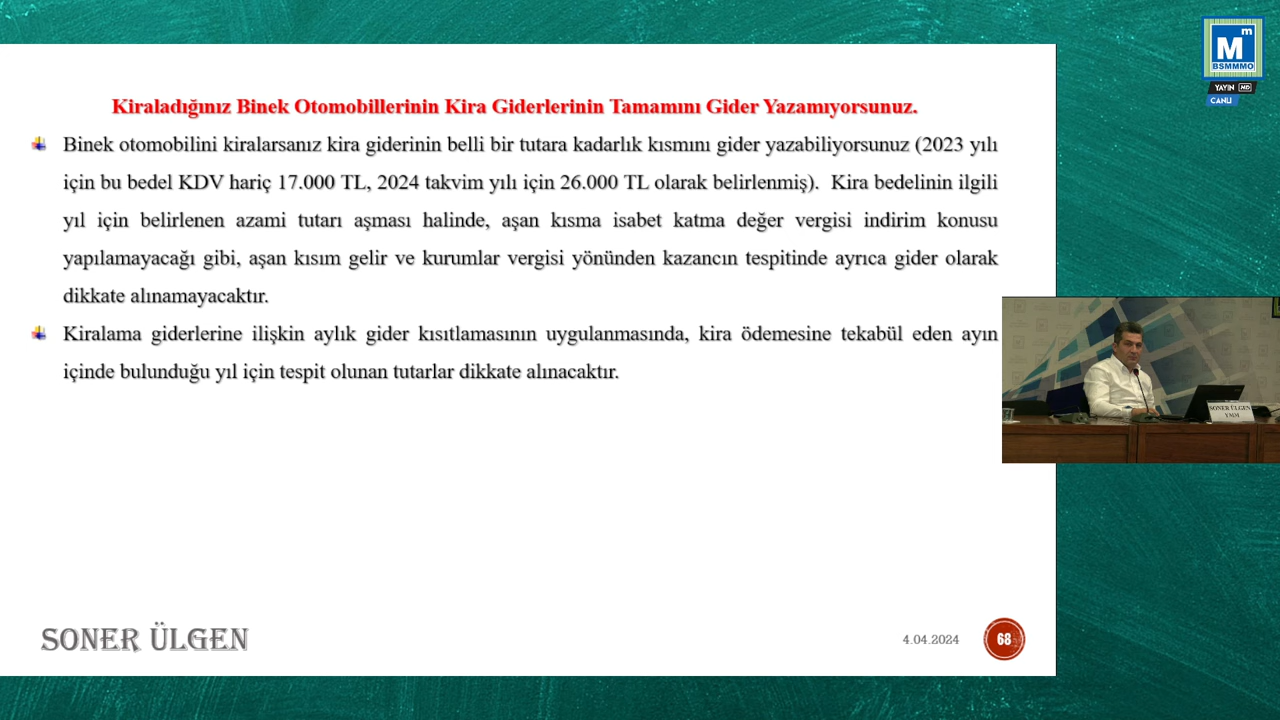 Kiraladığınız Binek Otomobillerinin Kira Giderlerinin Tamamını Gider Yazamıyorsunuz.
Binek otomobilini kiralarsanız kira giderinin belli bir tutara kadarlık kısmını gider yazabiliyorsunuz (2023 yılı
için bu bedel KDV hariç 17.000 TL, 2024 takvim yılı için 26.000 TL olarak belirlenmiş). Kira bedelinin ilgili
yıl için belirlenen azami tutarı aşması halinde, aşan kısma isabet katma değer vergisi indirim konusu
yapılamayacağı gibi, aşan kısım gelir ve kurumlar vergisi yönünden kazancın tespitinde ayrıca gider olarak
dikkate alınamayacaktır.
Kiralama giderlerine ilişkin aylık gider kısıtlamasının uygulanmasında, kira ödemesine tekabül eden ayın
içinde bulunduğu yıl için tespit olunan tutarlar dikkate alınacaktır.
SONER ÜLGEN
4.04.2024
68
M m
BSMMMO
YAYIN HD
CANLI
SONER ÜLGEN
YMM